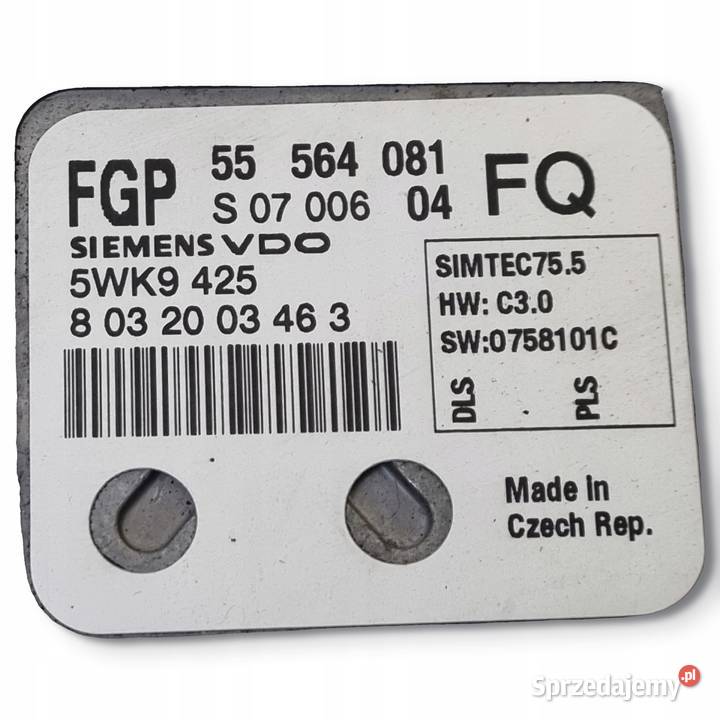 FGP 55 564 081 FQ
S 07 006 04
SIEMENS VDO
5WK9 425
8 03 20 03 46 3
SIMTEC75.5
HW: C3.0
SW:0758101C
DLS PLS
Made in
Czech Rep.
Sprzedajemy.pl